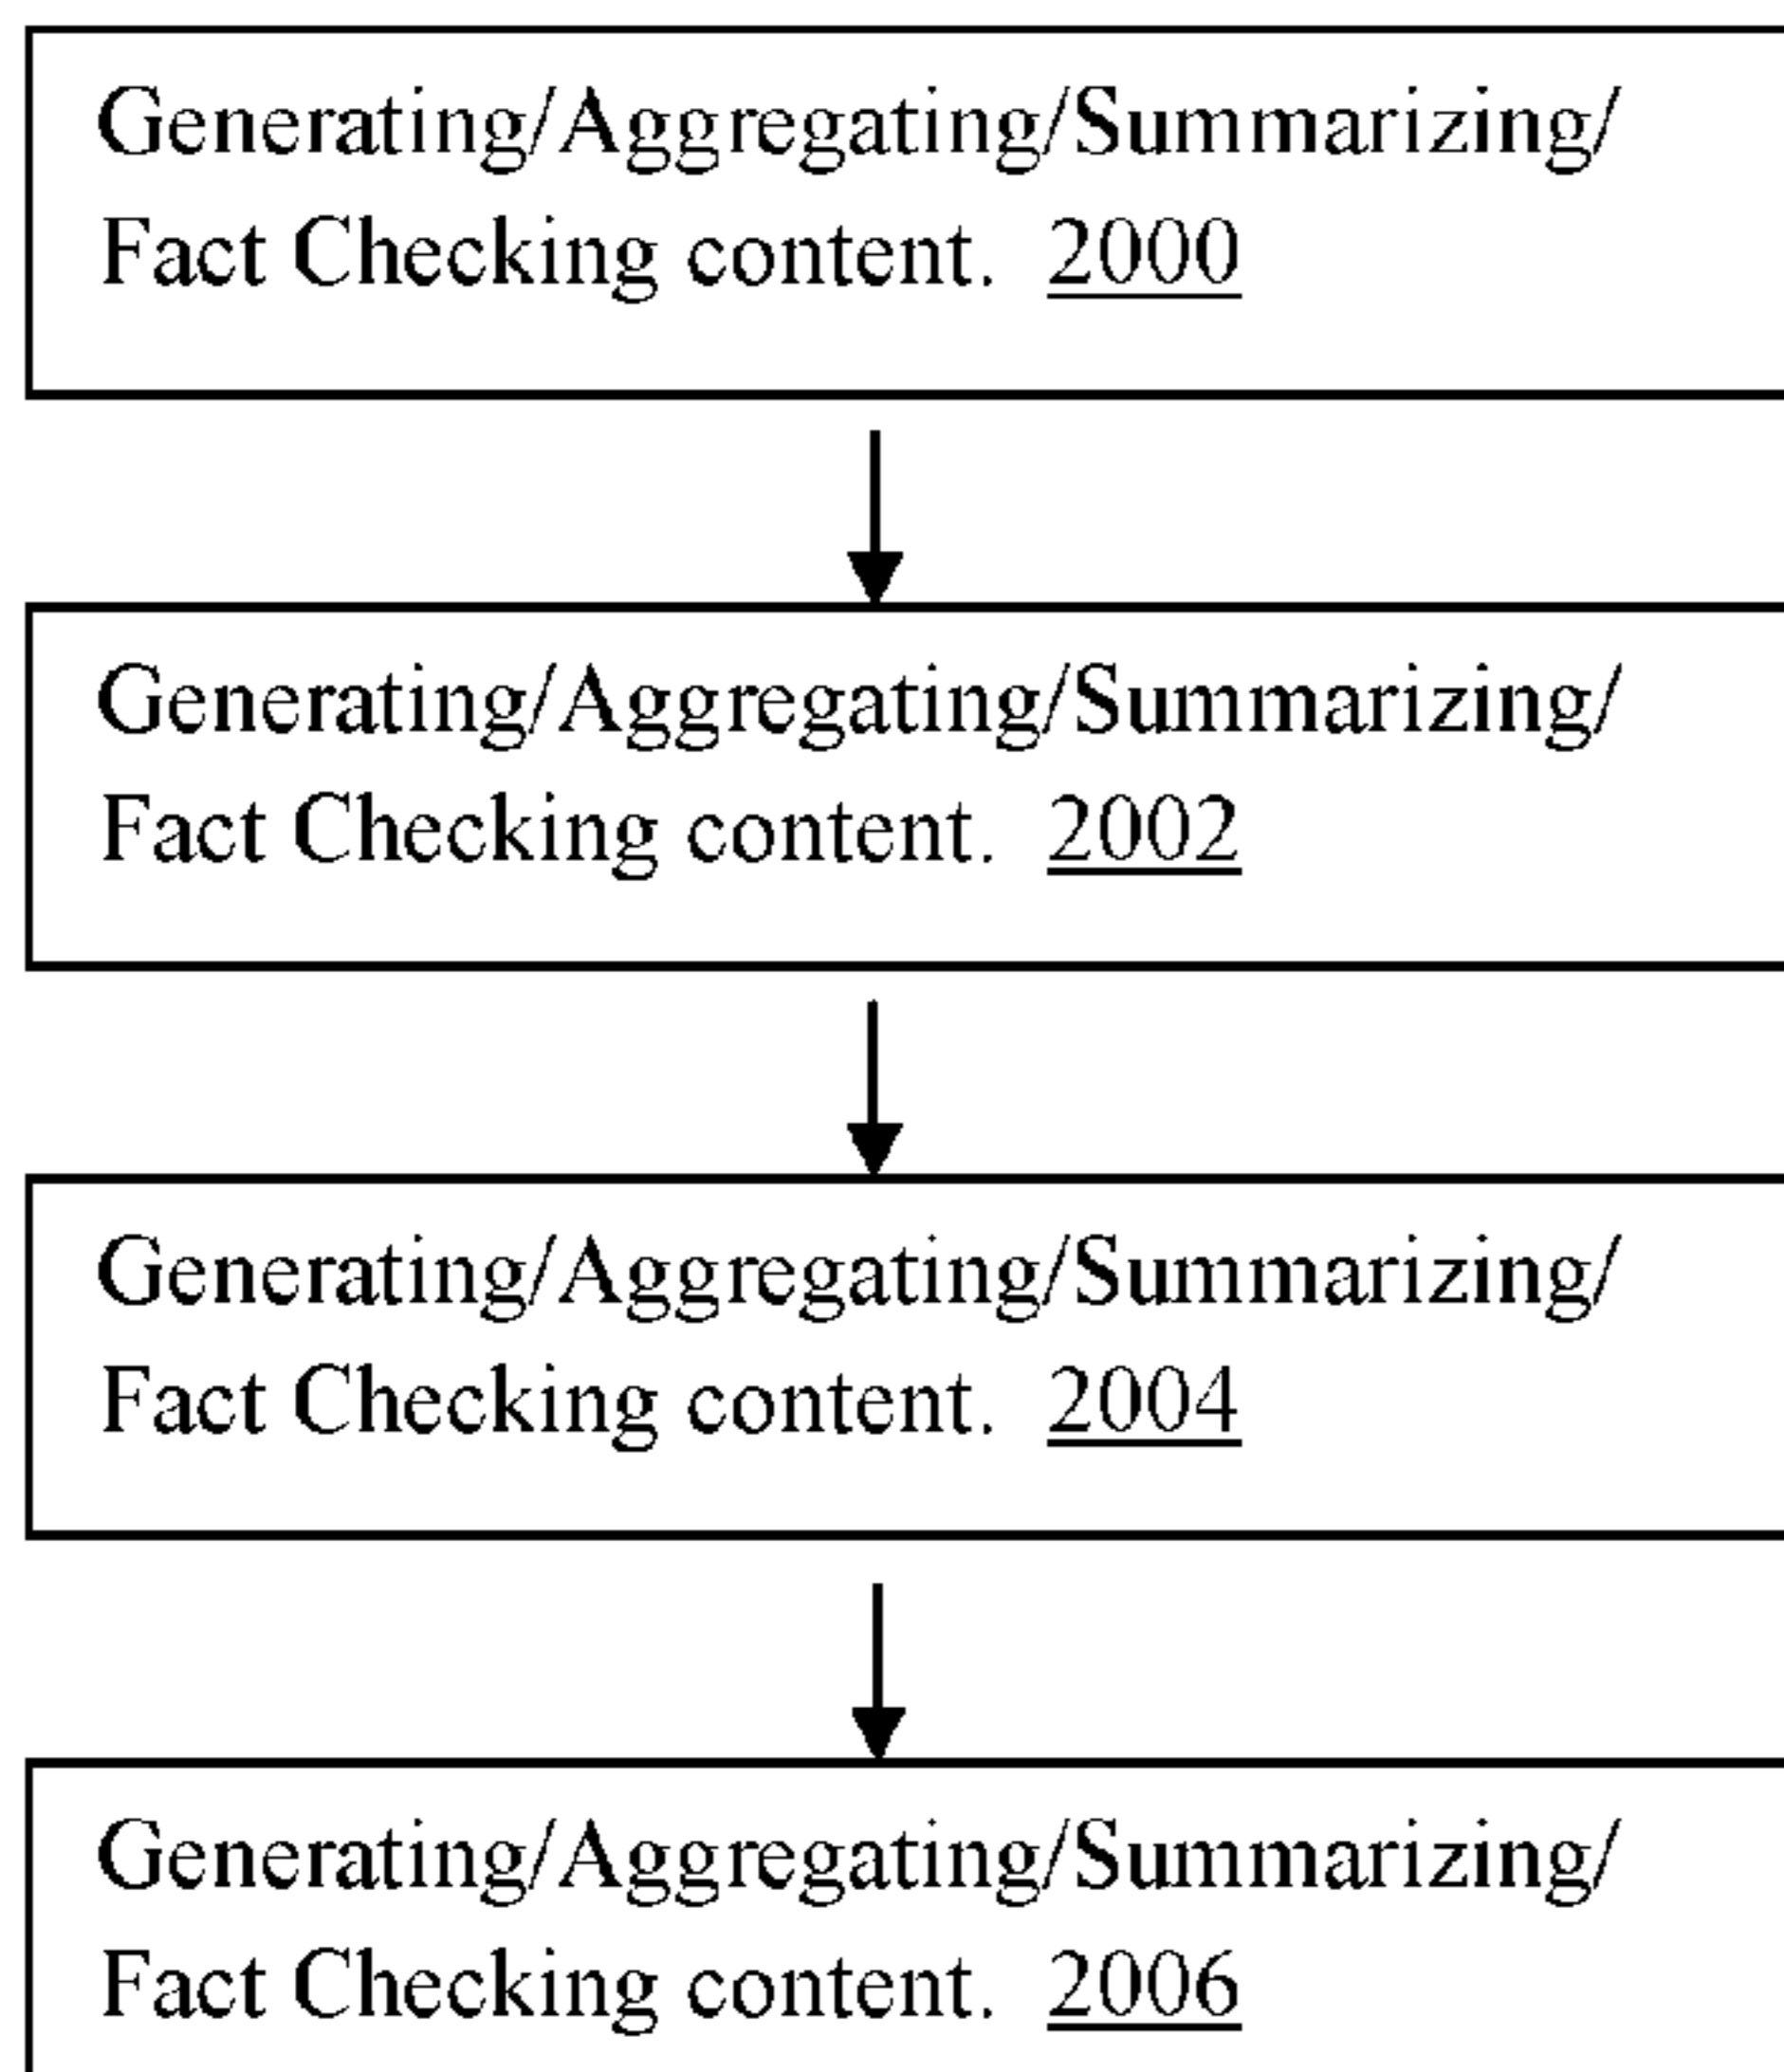 Generating/Aggregating/Summarizing/
Fact Checking content. 2000
Generating/Aggregating/Summarizing/
Fact Checking content. 2002
Generating/Aggregating/Summarizing/
Fact Checking content. 2004
Generating/Aggregating/Summarizing/
Fact Checking content. 2006